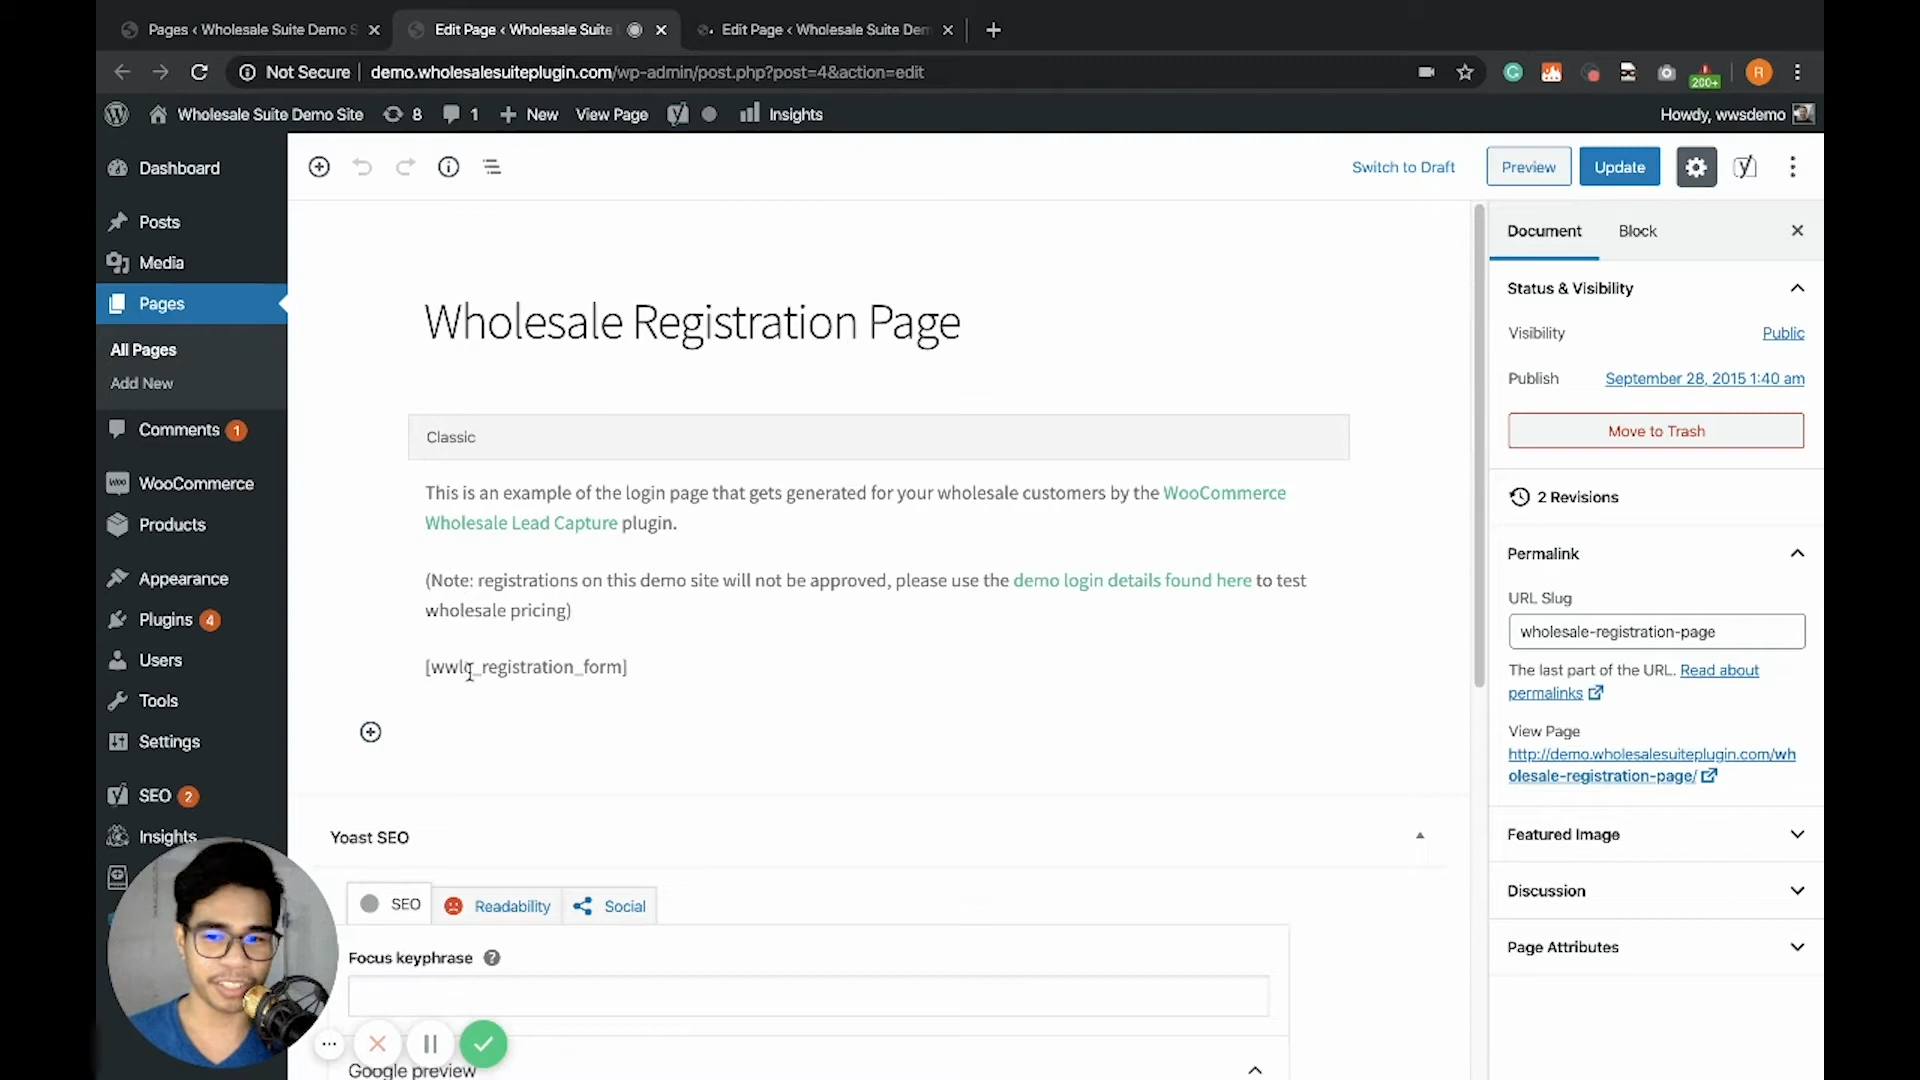 Pages ‹ Wholesale Suite Demo S
Edit Page ‹ Wholesale Suite
Edit Page ‹ Wholesale Suite Dem
Not Secure
demo.wholesalesuiteplugin.com/wp-admin/post.php?post=4&action=edit
200+
R
Wholesale Suite Demo Site
8
1
New
View Page
Insights
Howdy, wwsdemo
Dashboard
Posts
Media
Pages
All Pages
Add New
Comments 1
WooCommerce
Products
Appearance
Plugins 4
Users
Tools
Settings
SEO 2
Insights
Switch to Draft
Preview
Update
Wholesale Registration Page
Classic
This is an example of the login page that gets generated for your wholesale customers by the WooCommerce
Wholesale Lead Capture plugin.
(Note: registrations on this demo site will not be approved, please use the demo login details found here to test
wholesale pricing)
[wwlc_registration_form]
Yoast SEO
SEO
Readability
Social
Focus keyphrase
Google preview
Document
Block
Status & Visibility
Visibility
Public
Publish
September 28, 2015 1:40 am
Move to Trash
2 Revisions
Permalink
URL Slug
wholesale-registration-page
The last part of the URL. Read about
permalinks
View Page
http://demo.wholesalesuiteplugin.com/wh
olesale-registration-page/
Featured Image
Discussion
Page Attributes